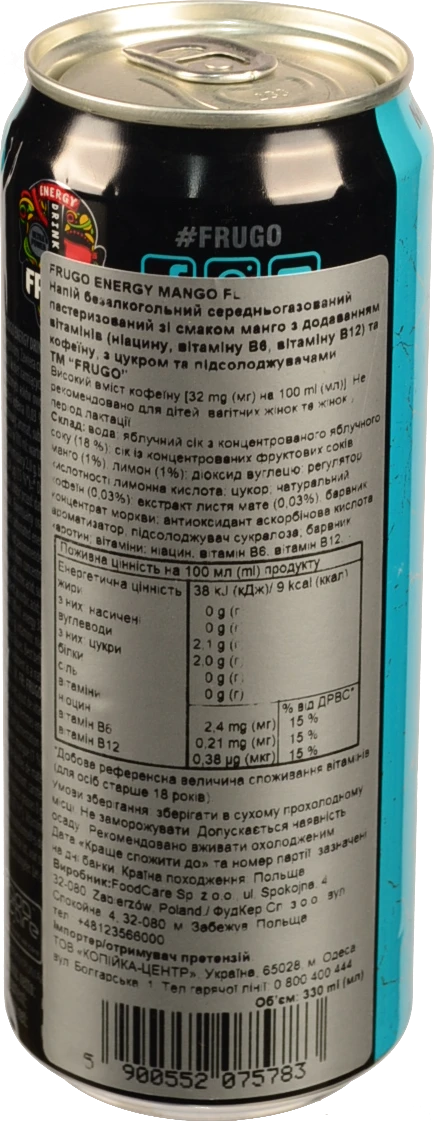 ENERGY
DRINK
#FRUGO
FRUGO ENERGY MANGO FL
Напій безалкогольний середньогазований
пастеризований зі смаком манго з додаванням
вітамінів (ніацину, вітаміну B6, вітаміну B12) та
кофеїну, з цукром та підсолоджувачами
ТМ "FRUGO"
Високий вміст кофеїну [32 mg (мг) на 100 ml (мл)]. Не
рекомендовано для дітей вагітних жінок та жінок
період лактації
Склад: вода, яблучний сік з концентрованого яблучного
соку (18 %), сік із концентрованих фруктових соків
манго (1%), лимон (1%); діоксид вуглецю; регулятор
кислотності лимонна кислота; цукор; натуральний
кофеїн (0,03%); екстракт листя мате (0,03%), барвник
концентрат моркви; антиоксидант аскорбінова кислота
ароматизатор, підсолоджувач сукралоза, барвник
каротин; вітаміни: ніацин, вітамін B6, вітамін B12.
Поживна цінність на 100 мл (ml) продукту
Енергетична цінність 38 kJ (кДж)/ 9 kcal (ккал)
жири 0 g (г
з них насичені 0 g (г
вуглеводи 2.1 g (г
з них цукри 2.0 g (г
білки 0 g (г)
сіль 0 g (г)
вітаміни % від ДРВС*
ніоцин 2,4 mg (мг) 15 %
вітамін B6 0,21 mg (мг) 15 %
вітамін B12 0,38 µg (мкг) 15 %
*Добова референсна величина споживання вітамінів
(для осіб старше 18 років)
Умови зберігання: зберігати в сухому прохолодному
місці. Не заморожувати. Допускається наявність
осаду. Рекомендовано вживати охолодженим
Дата «Краще спожити до» та номер партії зазначені
на дні банки. Країна походження: Польща
Виробник: FoodCare Sp. z o.o. ul. Spokojna, 4
32-080 Zabierzów Poland / ФудКер Сп. з о.о. вул
Спокойне 4, 32-080 м Забежув Польща
тел. +48123566000
Імпортер/отримувач претензій
ТОВ «КОПІЙКА-ЦЕНТР», Україна, 65028 м. Одеса
вул. Болгарська 1 Тел гарячої лінії: 0 800 400 444
Об'єм: 330 ml (мл)
5 900552 075783